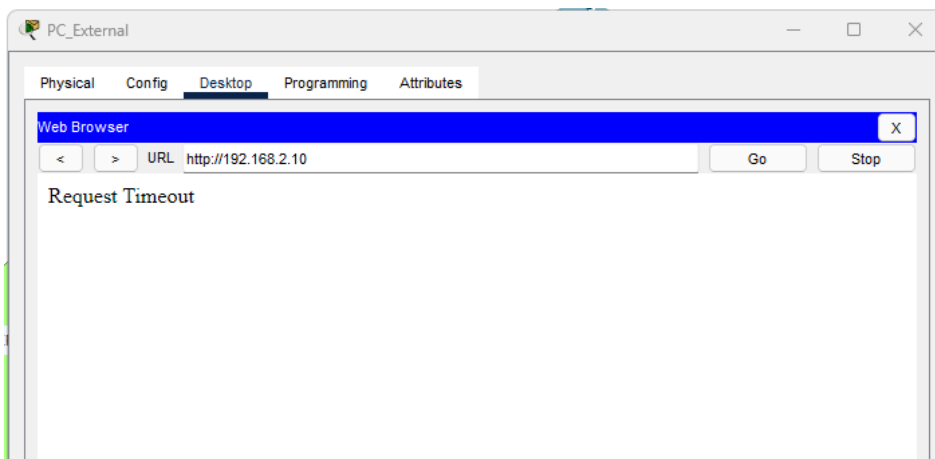 PC_External
Physical Config Desktop Programming Attributes
Web Browser X
< > URL http://192.168.2.10 Go Stop
Request Timeout